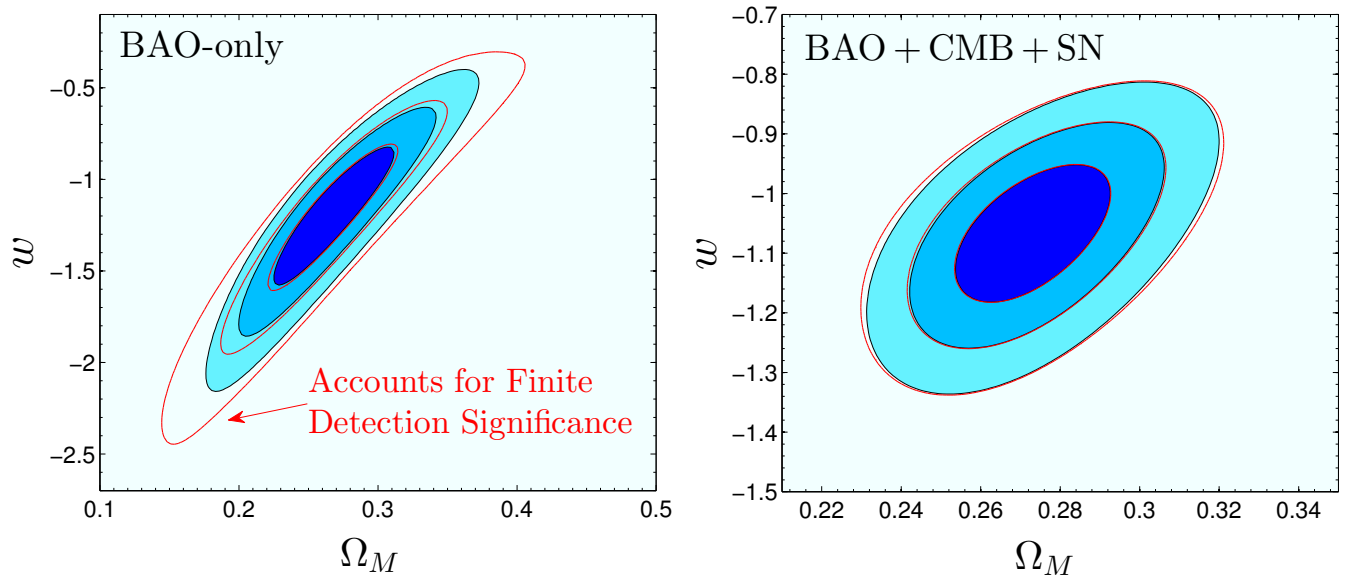 BAO-only
−0.5
−1
−1.5
−2
−2.5
w
Accounts for Finite
Detection Significance
0.1 0.2 0.3 0.4 0.5
Ω_M
BAO + CMB + SN
−0.7
−0.8
−0.9
−1
−1.1
−1.2
−1.3
−1.4
−1.5
w
0.22 0.24 0.26 0.28 0.3 0.32 0.34
Ω_M